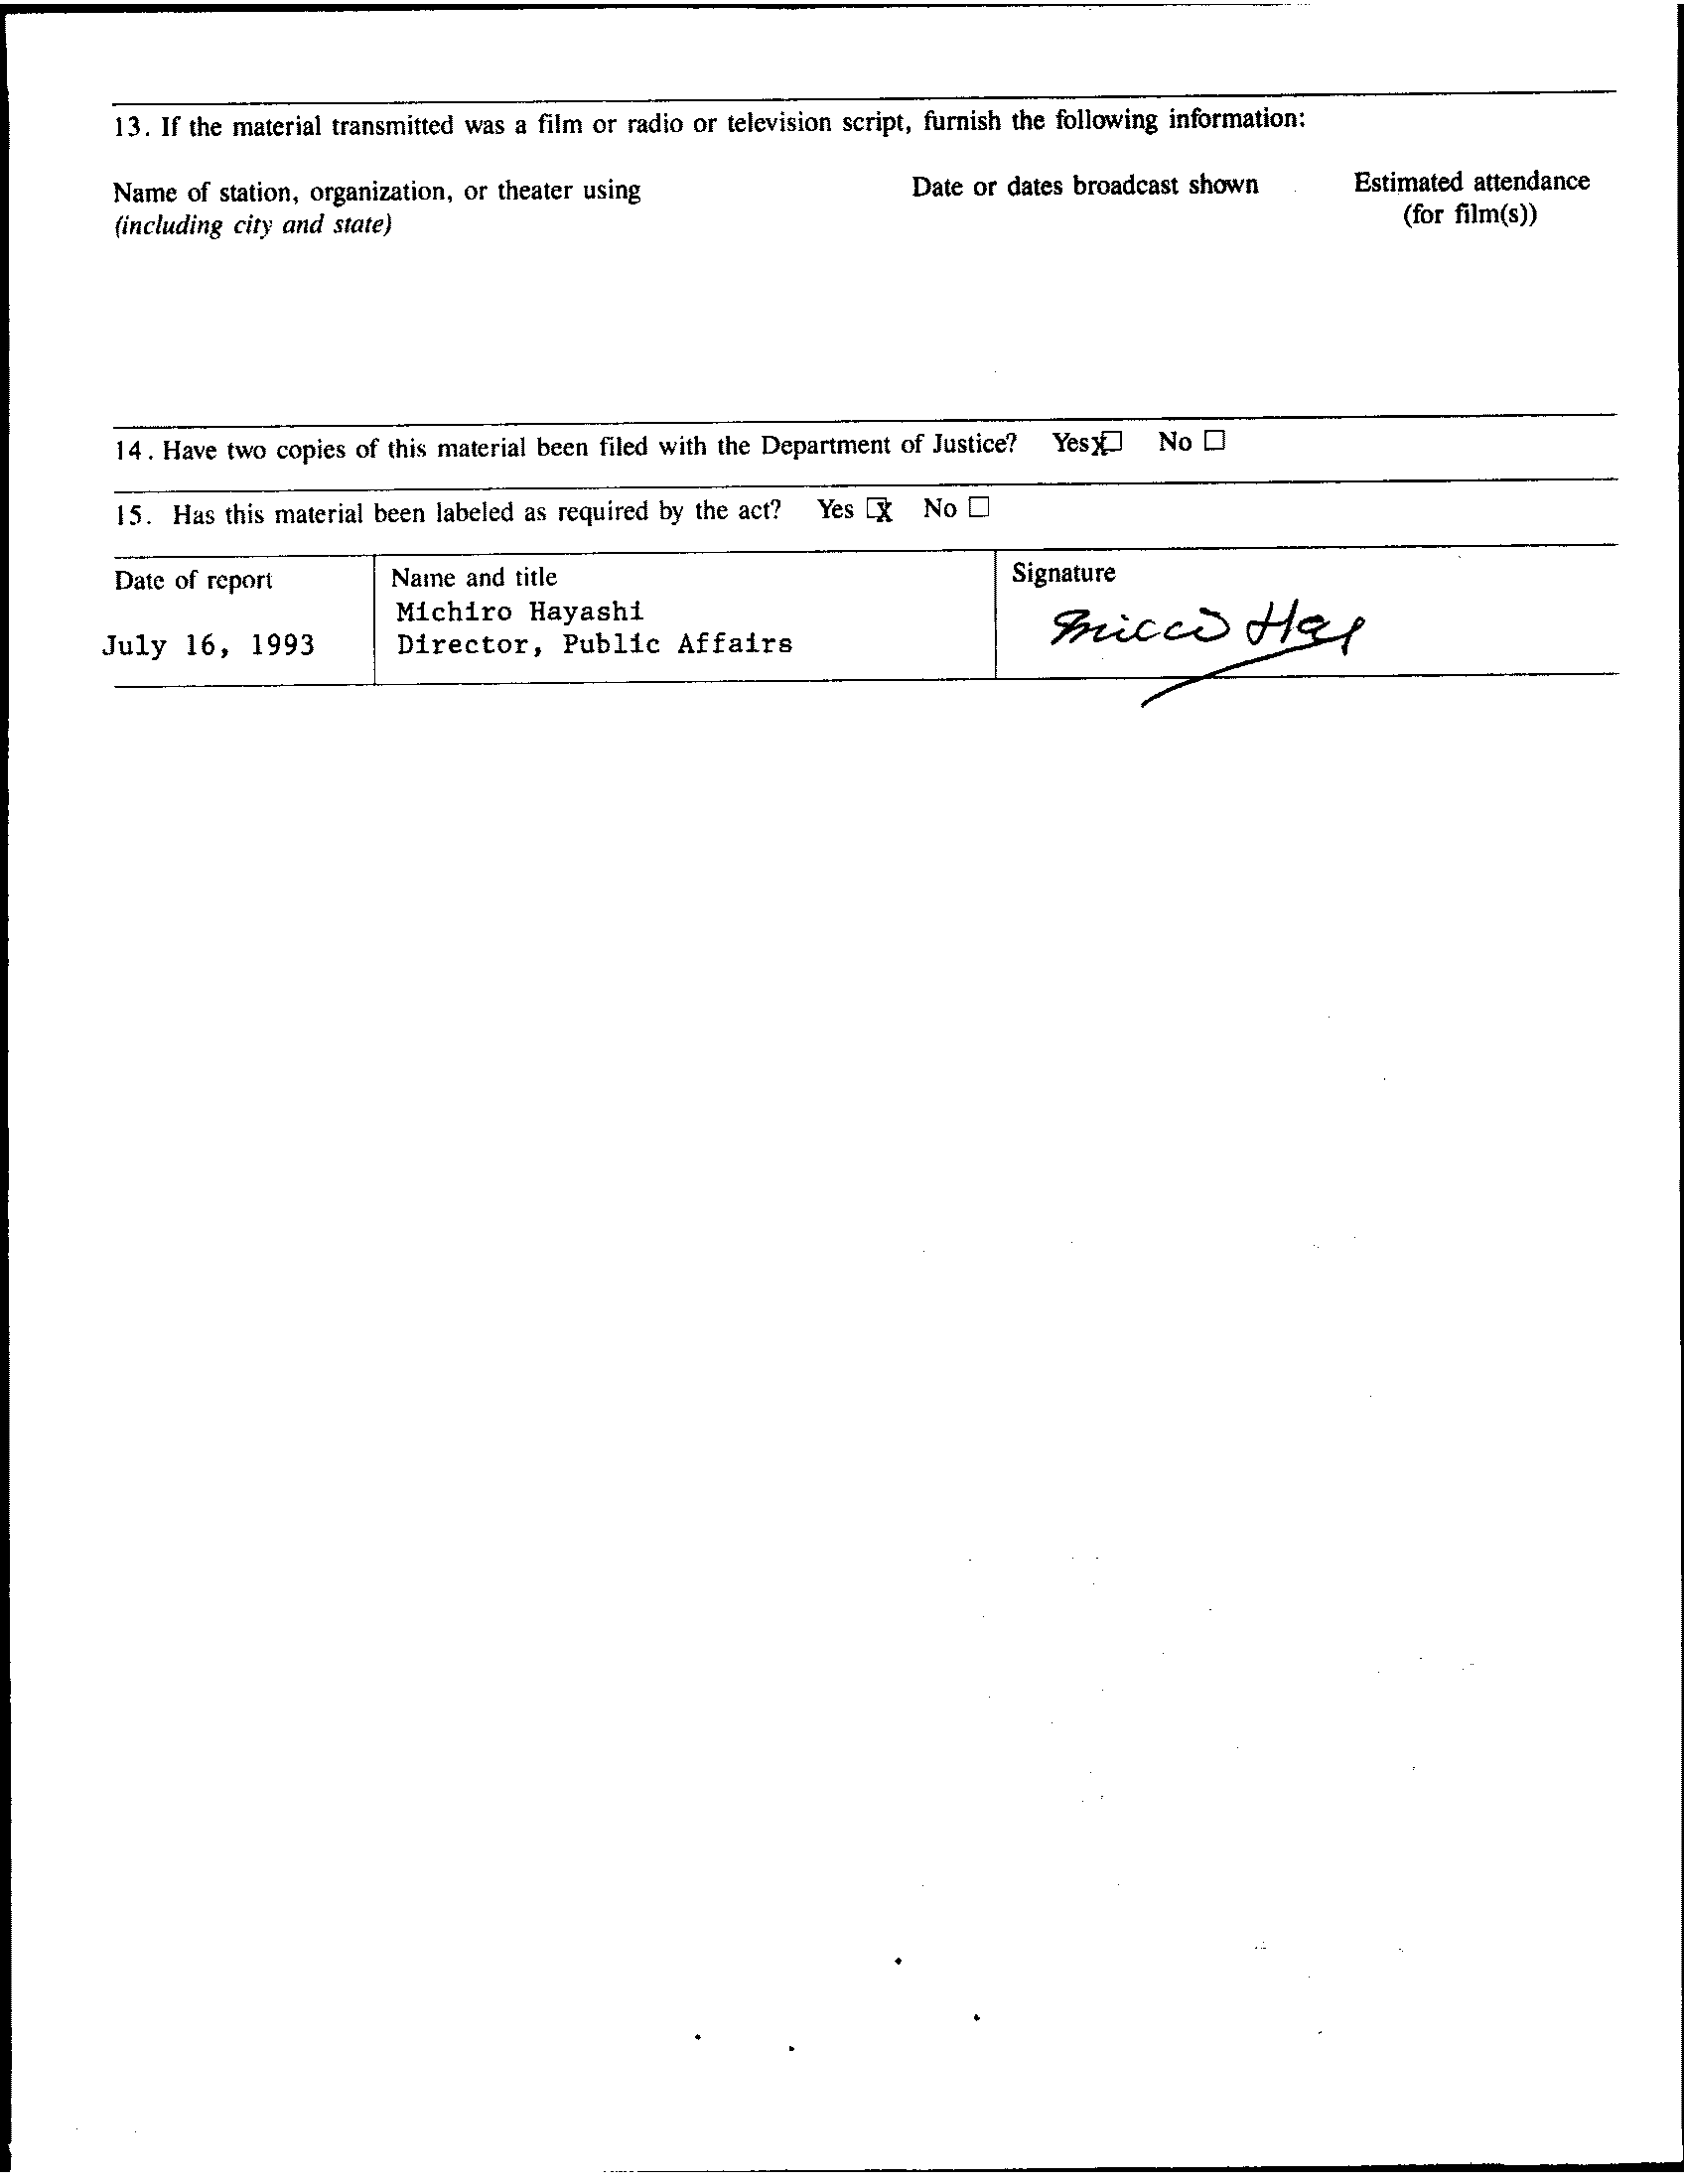 13. If the material transmitted was a film or radio or television script, furnish the following information:
Name of station, organization, or theater using Date or dates broadcast shown Estimated attendance
(including city and state) (for film(s))
14. Have two copies of this material been filed with the Department of Justice? Yes ☒ No ☐
15. Has this material been labeled as required by the act? Yes ☒ No ☐
Date of report Name and title Signature
Michiro Hayashi
July 16, 1993 Director, Public Affairs